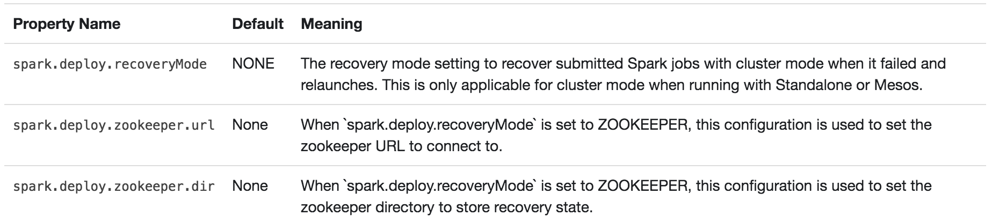 Property Name Default Meaning
spark.deploy.recoveryMode NONE The recovery mode setting to recover submitted Spark jobs with cluster mode when it failed and
relaunches. This is only applicable for cluster mode when running with Standalone or Mesos.
spark.deploy.zookeeper.url None When `spark.deploy.recoveryMode` is set to ZOOKEEPER, this configuration is used to set the
zookeeper URL to connect to.
spark.deploy.zookeeper.dir None When `spark.deploy.recoveryMode` is set to ZOOKEEPER, this configuration is used to set the
zookeeper directory to store recovery state.